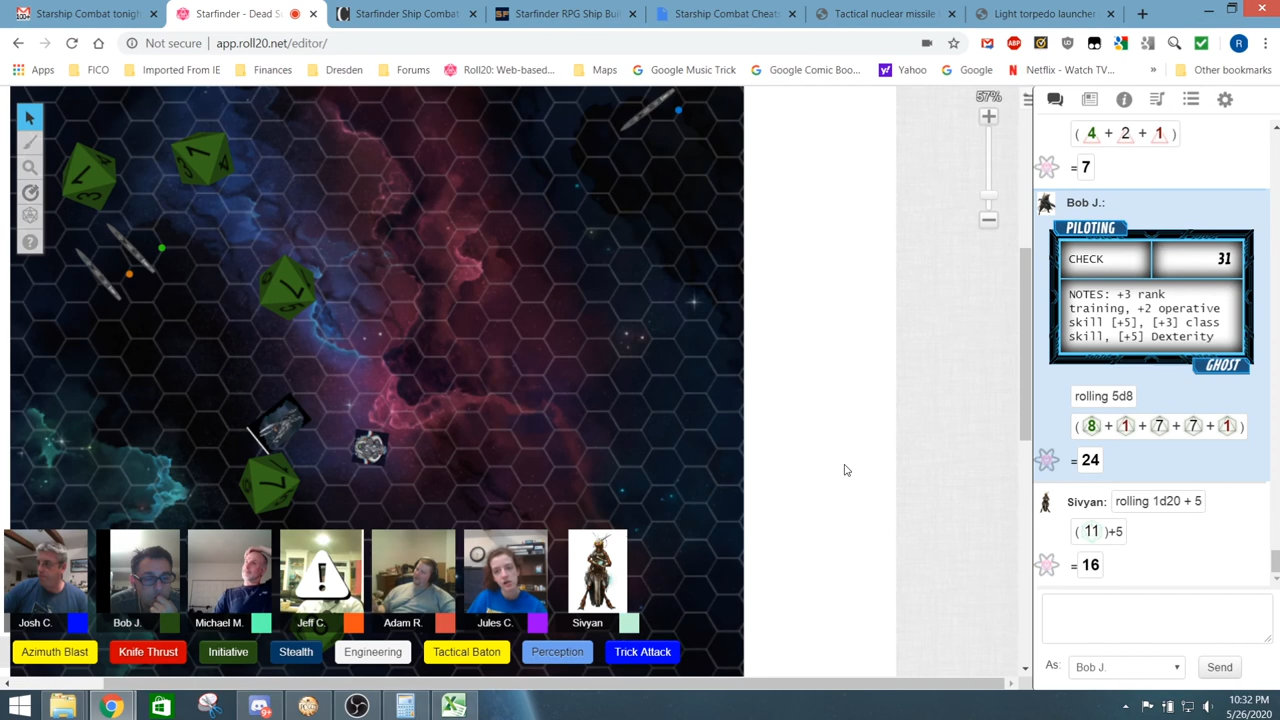 100+
Starship Combat tonigh
Starfinder - Dead S
Starfinder Ship Combat
Starfinder RPG Ship Buil
Starship Combat Cheats
Tactical nuclear missile
Light torpedo launcher
Not secure
app.roll20.net/editor/
ABP
R
Apps
FICO
Imported From IE
Finances
Dresden
Forums
Roll20: Web-based...
Maps
Google Music Trick
Google Comic Boo...
Yahoo
Google
Netflix - Watch TV...
»
Other bookmarks
57%
( 4 + 2 + 1 )
= 7
Bob J.:
PILOTING
CHECK
31
NOTES: +3 rank
training, +2 operative
skill [+5], [+3] class
skill, [+5] Dexterity
GHOST
rolling 5d8
( 8 + 1 + 7 + 7 + 1 )
= 24
Sivyan: rolling 1d20 + 5
( 11 )+5
= 16
Josh C.
Bob J.
Michael M.
Jeff C.
Adam R.
Jules C.
Sivyan
Azimuth Blast
Knife Thrust
Initiative
Stealth
Engineering
Tactical Baton
Perception
Trick Attack
As:
Bob J.
Send
9+
10:32 PM
5/26/2020